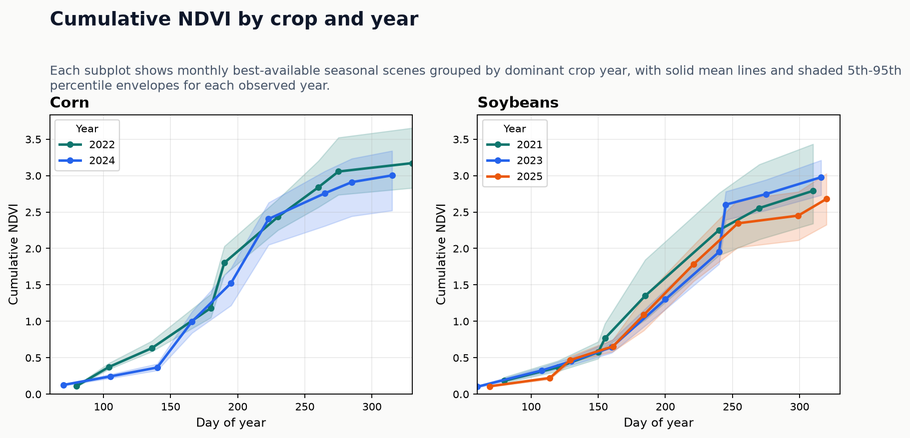 Cumulative NDVI by crop and year
Each subplot shows monthly best-available seasonal scenes grouped by dominant crop year, with solid mean lines and shaded 5th-95th
percentile envelopes for each observed year.
Corn
Year
2022
2024
3.5
3.0
2.5
2.0
1.5
1.0
0.5
0.0
Cumulative NDVI
100 150 200 250 300
Day of year
Soybeans
Year
2021
2023
2025
3.5
3.0
2.5
2.0
1.5
1.0
0.5
0.0
Cumulative NDVI
100 150 200 250 300
Day of year